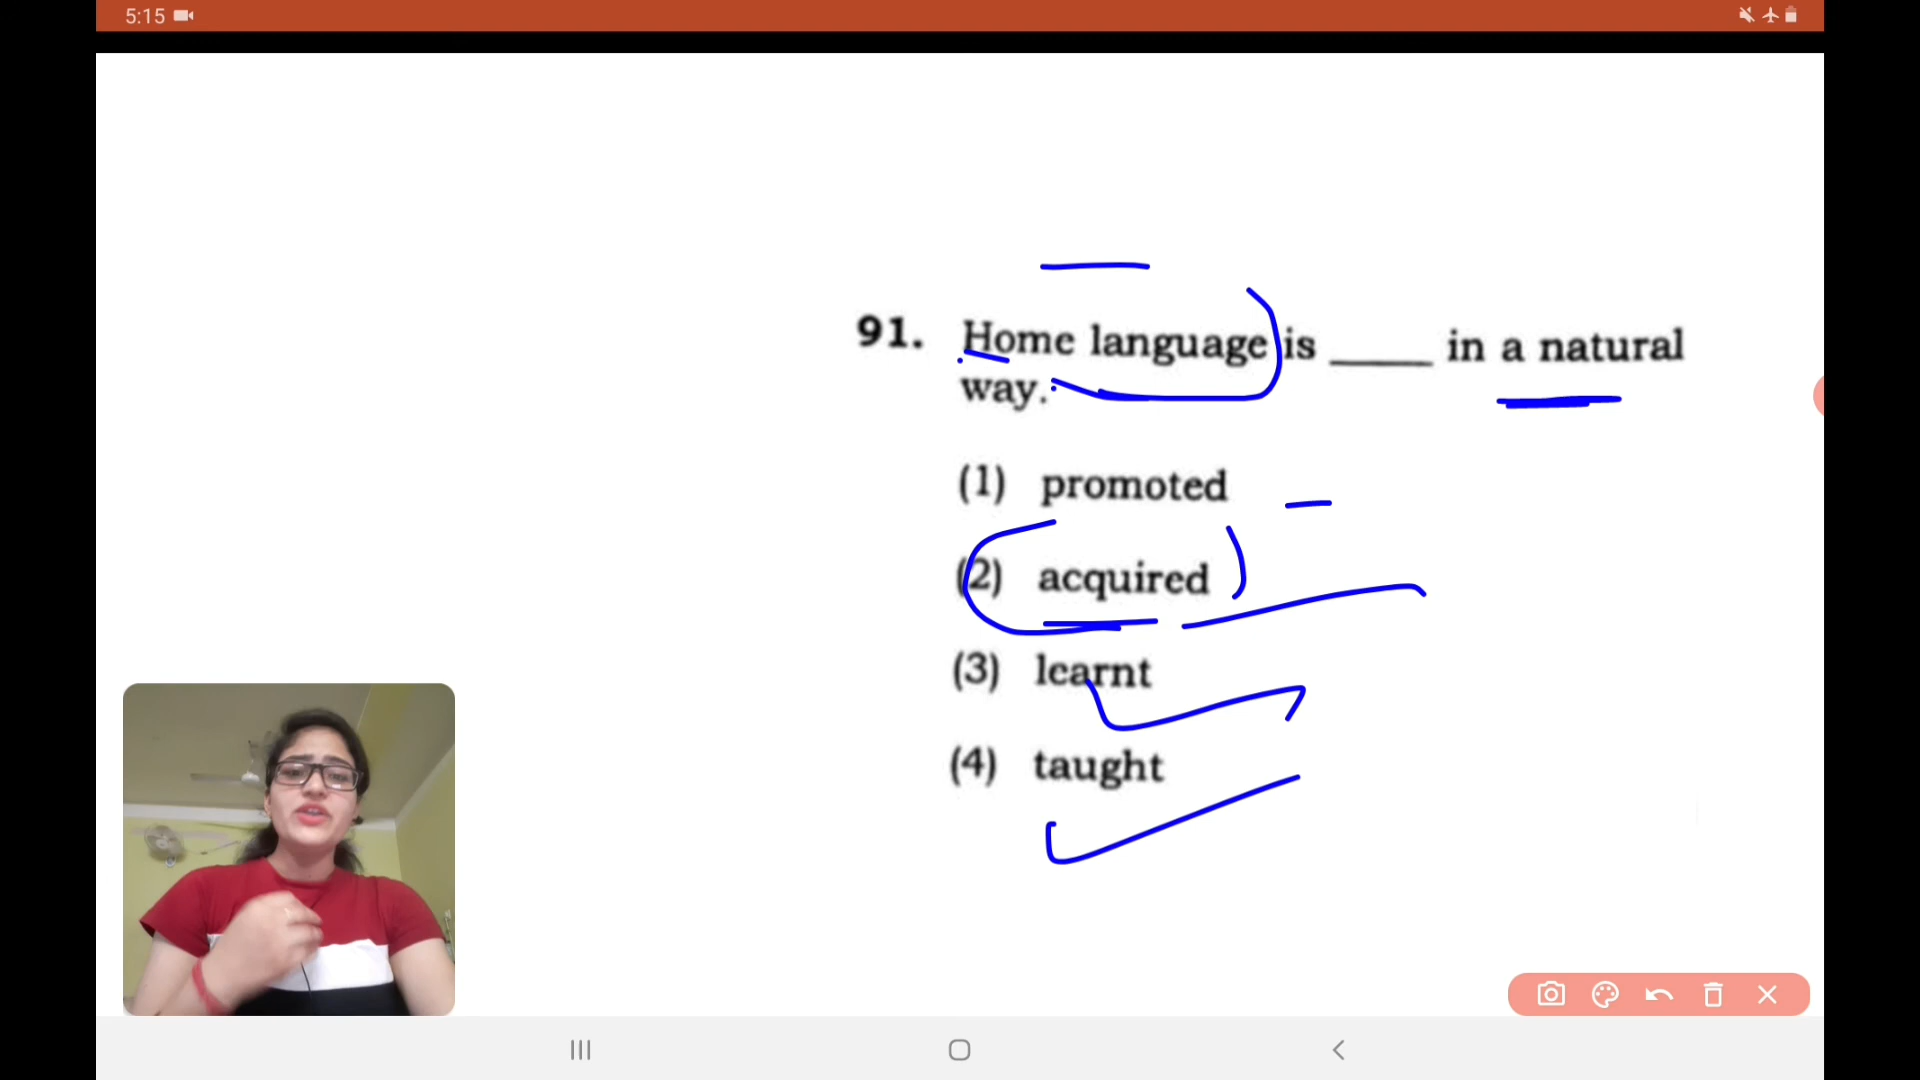 5:15
91. Home language is _____ in a natural
way.
(1) promoted
(2) acquired
(3) learnt
(4) taught